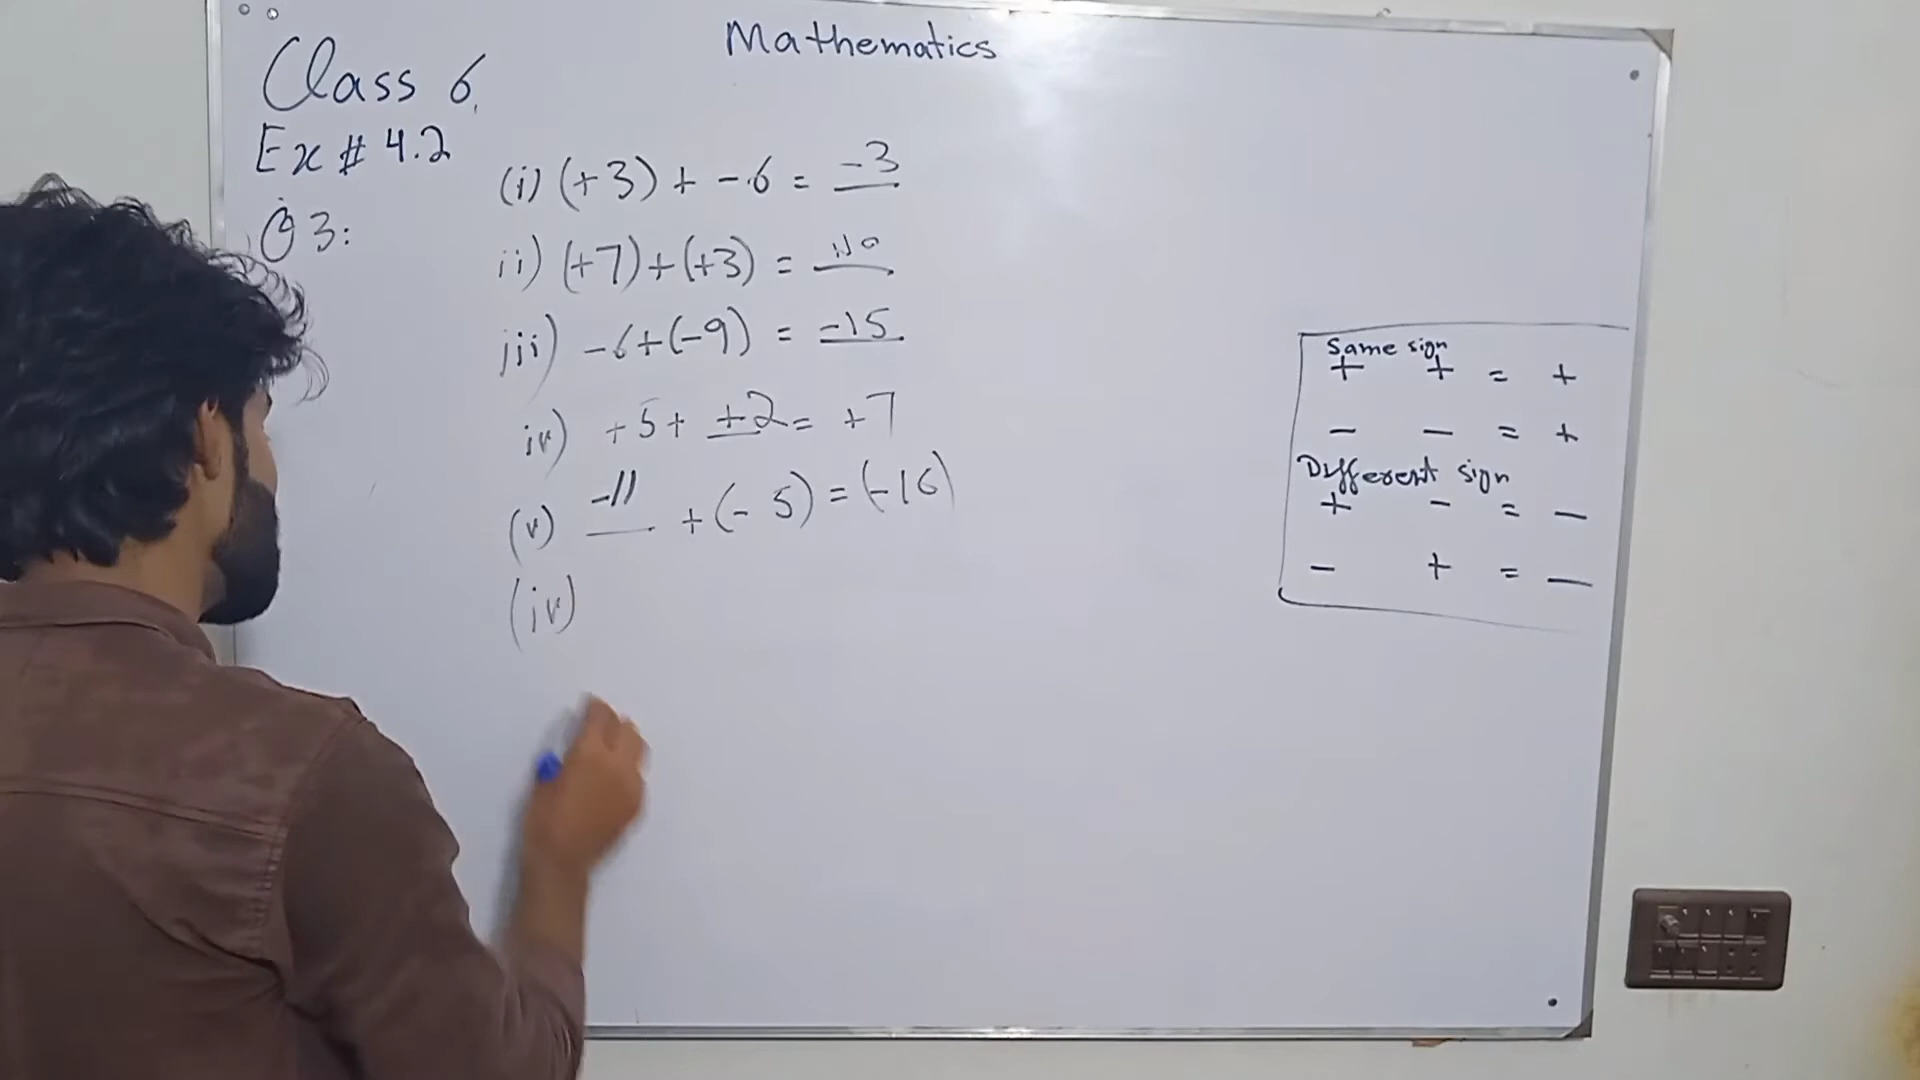 Mathematics
Class 6
Ex # 4.2
Q3:
(i) (+3) + -6 = -3
ii) (+7)+(+3) = 10
iii) -6+(-9) = -15
iv) +5+ +2 = +7
(v) -11 +(-5)=(-16)
(iv)
Same sign
+ + = +
- - = +
Different sign
+ - = -
- + = -